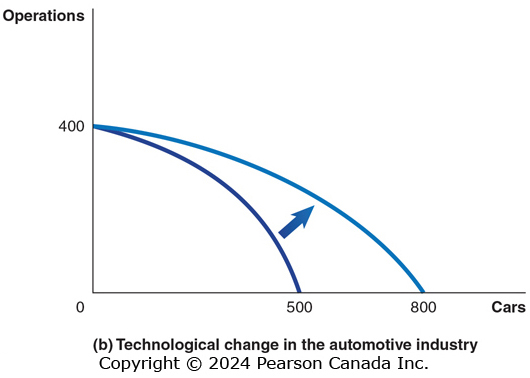 Operations
400
0
500
800
Cars
(b) Technological change in the automotive industry
Copyright © 2024 Pearson Canada Inc.